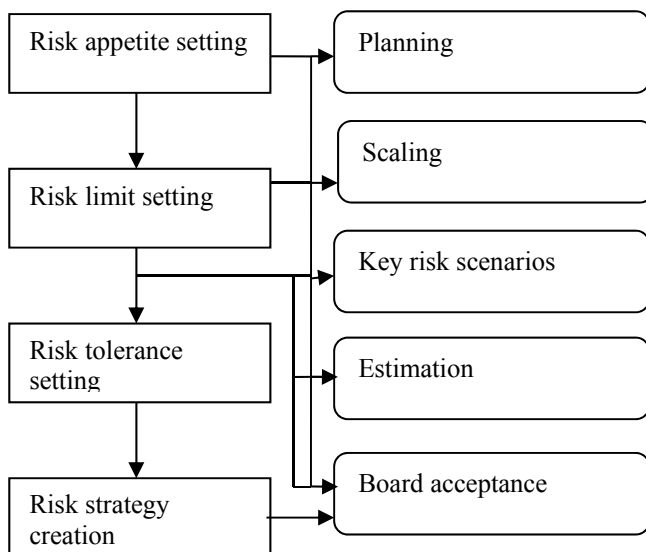 Risk appetite setting
Planning
Risk limit setting
Scaling
Key risk scenarios
Risk tolerance
setting
Estimation
Risk strategy
creation
Board acceptance